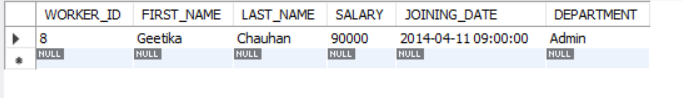 WORKER_ID FIRST_NAME LAST_NAME SALARY JOINING_DATE DEPARTMENT
8 Geetika Chauhan 90000 2014-04-11 09:00:00 Admin
NULL NULL NULL NULL NULL NULL